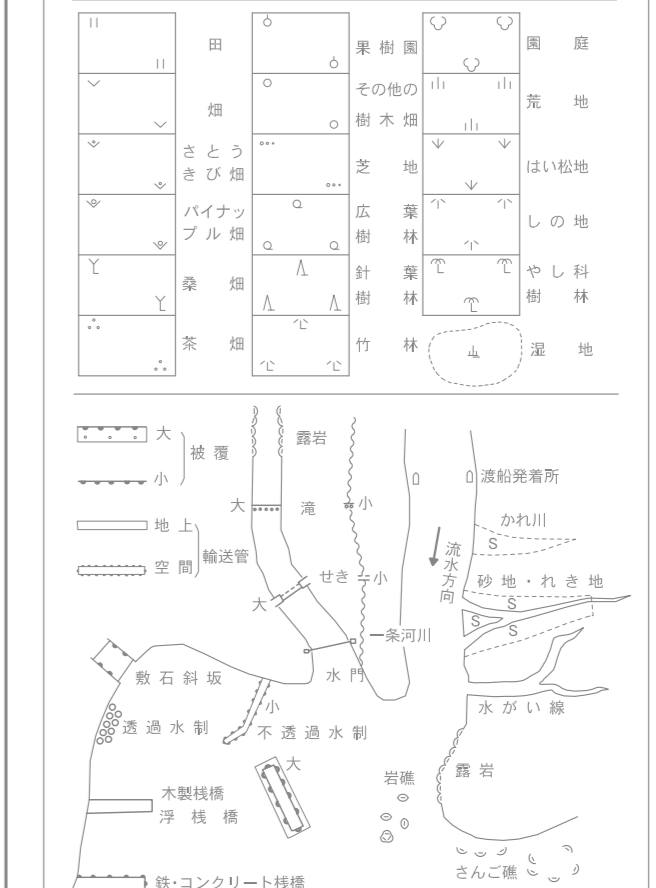 田
畑
さとう
きび畑
パイナッ
プル畑
桑畑
茶畑
果樹園
その他の
樹木畑
芝地
広葉
樹林
針葉
樹林
竹林
園庭
荒地
はい松地
しの地
やし科
樹林
湿地
大
被覆
小
地上
輸送管
空間
露岩
大
滝
小
渡船発着所
かれ川
S
流水方向
砂地・れき地
S
S
S
せき
小
大
一条河川
水門
敷石斜坂
小
水がい線
透過水制
不透過水制
大
岩礁
露岩
木製桟橋
浮桟橋
さんご礁
鉄・コンクリート桟橋